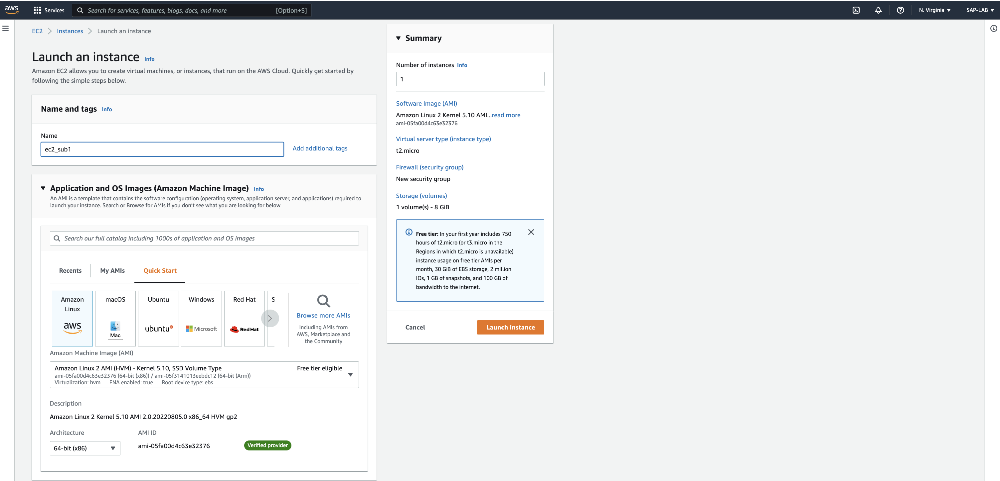 aws
Services
Search for services, features, blogs, docs, and more
[Option+S]
N. Virginia
SAP-LAB
EC2
Instances
Launch an instance
Launch an instance Info
Amazon EC2 allows you to create virtual machines, or instances, that run on the AWS Cloud. Quickly get started by
following the simple steps below.
Name and tags Info
Name
ec2_sub1
Add additional tags
Application and OS Images (Amazon Machine Image) Info
An AMI is a template that contains the software configuration (operating system, application server, and applications) required to
launch your instance. Search or Browse for AMIs if you don't see what you are looking for below
Search our full catalog including 1000s of application and OS images
Recents
My AMIs
Quick Start
Amazon
Linux
aws
macOS
Mac
Ubuntu
ubuntu
Windows
Microsoft
Red Hat
RedHat
S
Browse more AMIs
Including AMIs from
AWS, Marketplace and
the Community
Amazon Machine Image (AMI)
Amazon Linux 2 AMI (HVM) - Kernel 5.10, SSD Volume Type
Free tier eligible
ami-05fa00d4c63e32376 (64-bit (x86)) / ami-05f3141013eebdc12 (64-bit (Arm))
Virtualization: hvm ENA enabled: true Root device type: ebs
Description
Amazon Linux 2 Kernel 5.10 AMI 2.0.20220805.0 x86_64 HVM gp2
Architecture
AMI ID
64-bit (x86)
ami-05fa00d4c63e32376
Verified provider
Summary
Number of instances Info
1
Software Image (AMI)
Amazon Linux 2 Kernel 5.10 AMI...read more
ami-05fa00d4c63e32376
Virtual server type (instance type)
t2.micro
Firewall (security group)
New security group
Storage (volumes)
1 volume(s) - 8 GiB
Free tier: In your first year includes 750
hours of t2.micro (or t3.micro in the
Regions in which t2.micro is unavailable)
instance usage on free tier AMIs per
month, 30 GiB of EBS storage, 2 million
IOs, 1 GB of snapshots, and 100 GB of
bandwidth to the internet.
Cancel
Launch instance